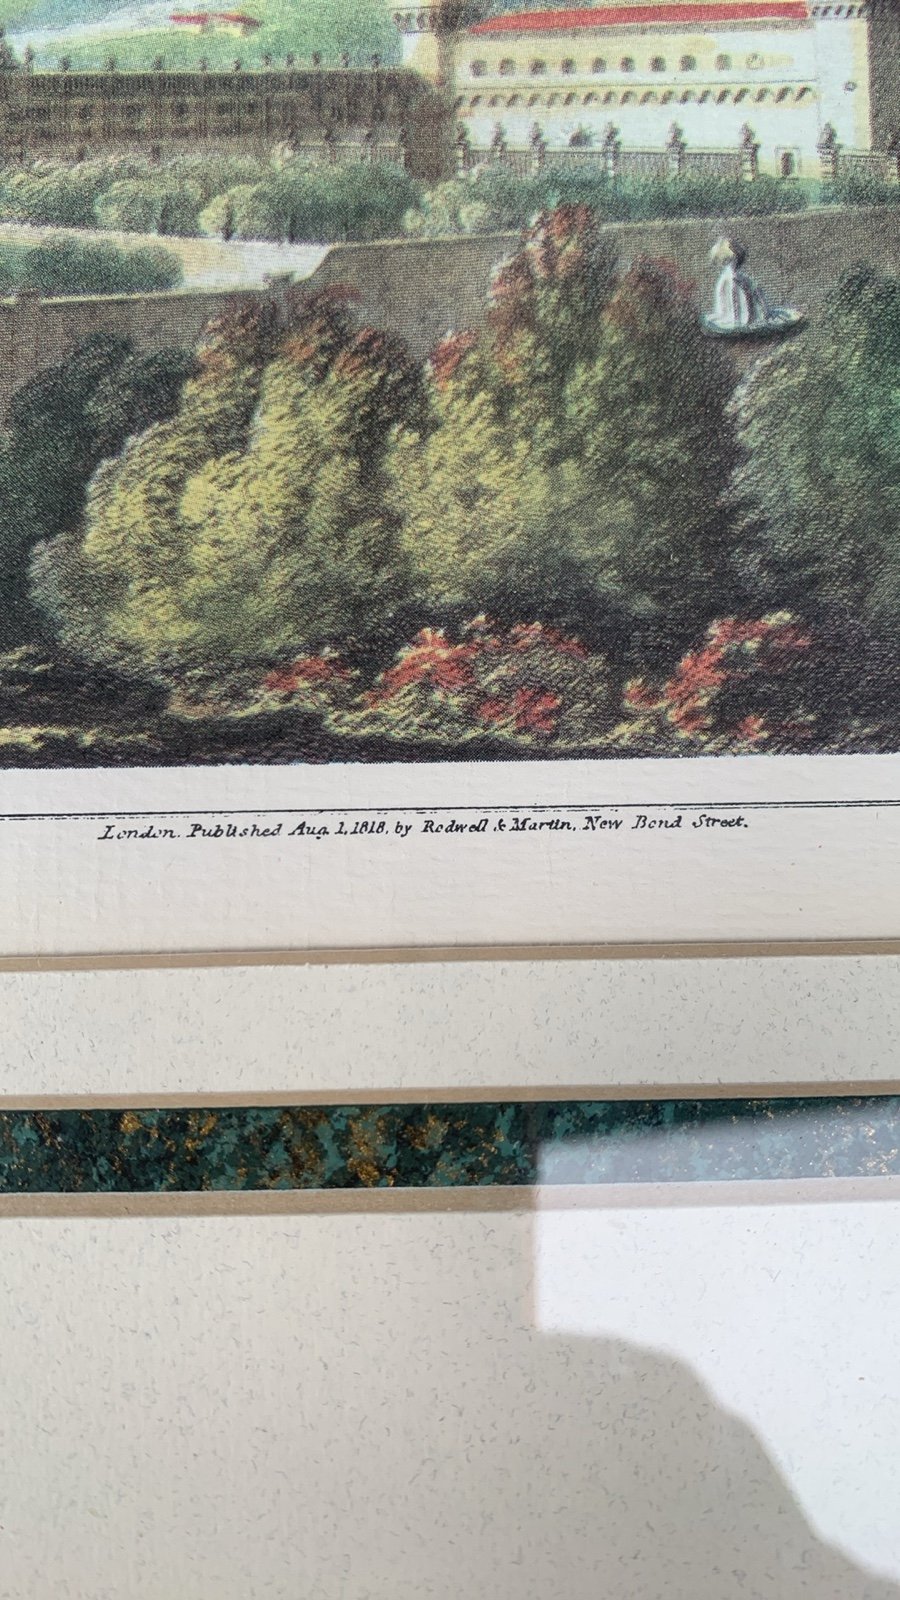 London. Published Aug. 1, 1818, by Rodwell & Martin, New Bond Street.